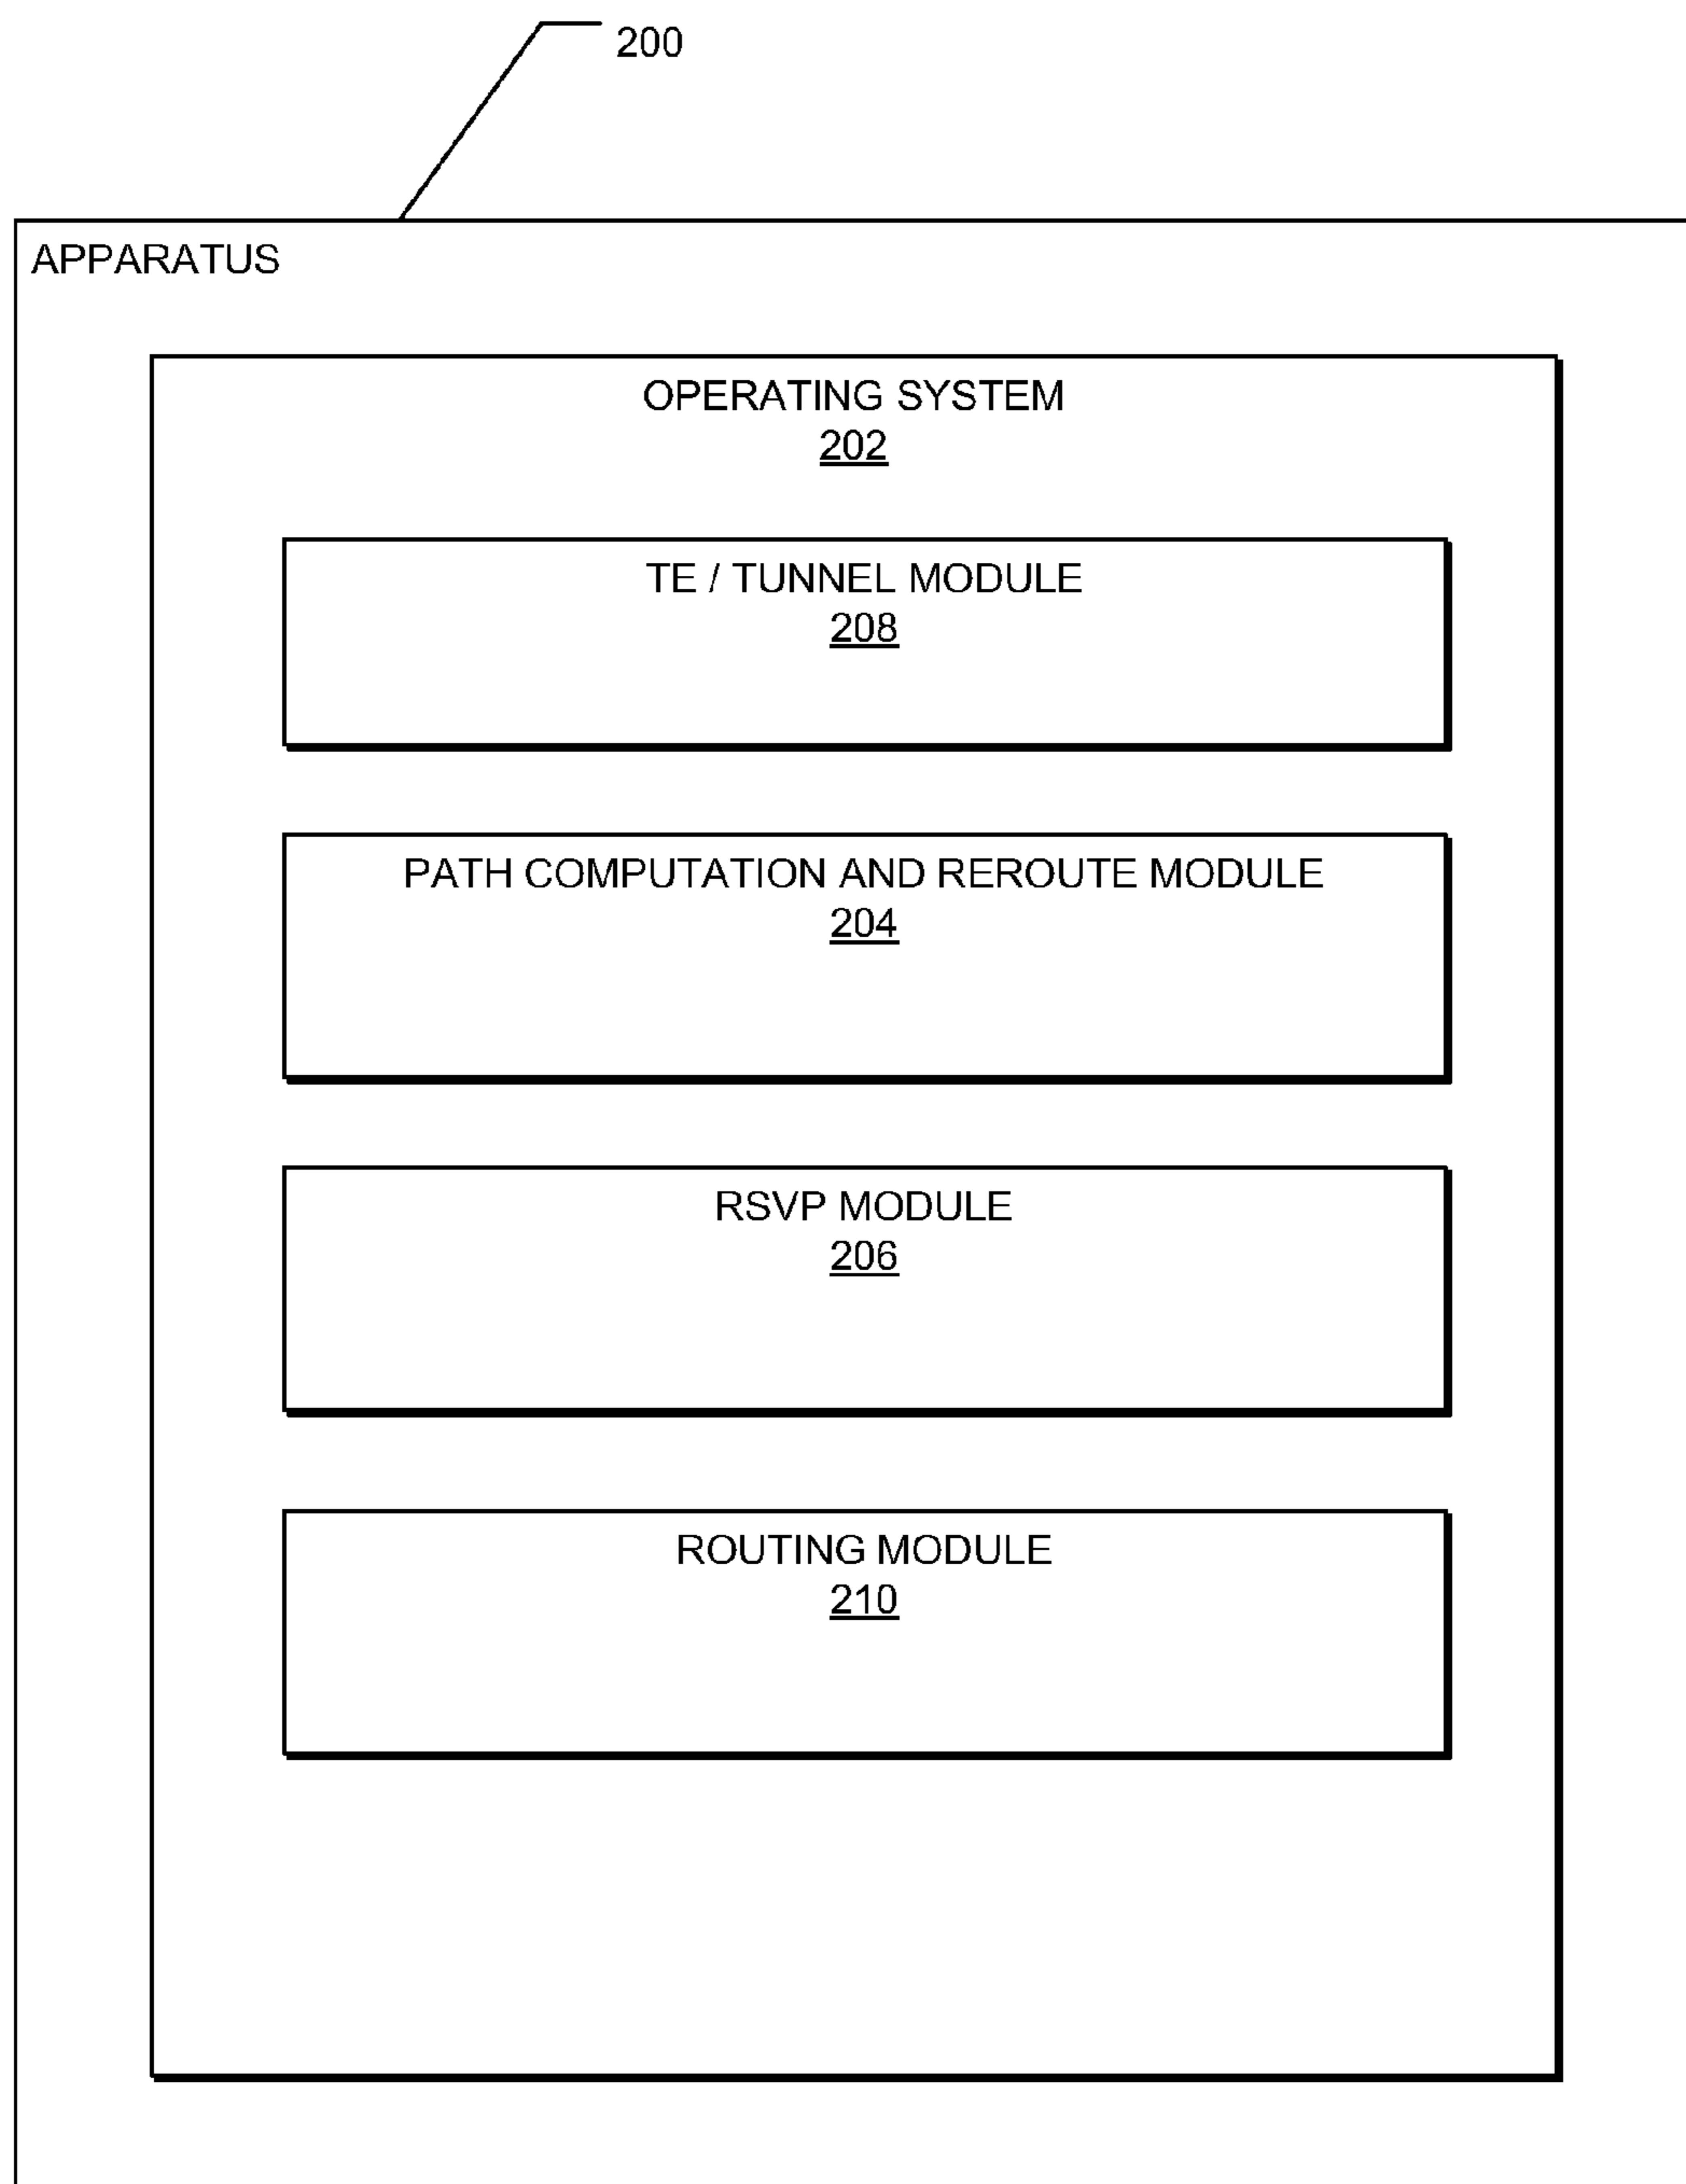 200
APPARATUS
OPERATING SYSTEM
202
TE / TUNNEL MODULE
208
PATH COMPUTATION AND REROUTE MODULE
204
RSVP MODULE
206
ROUTING MODULE
210